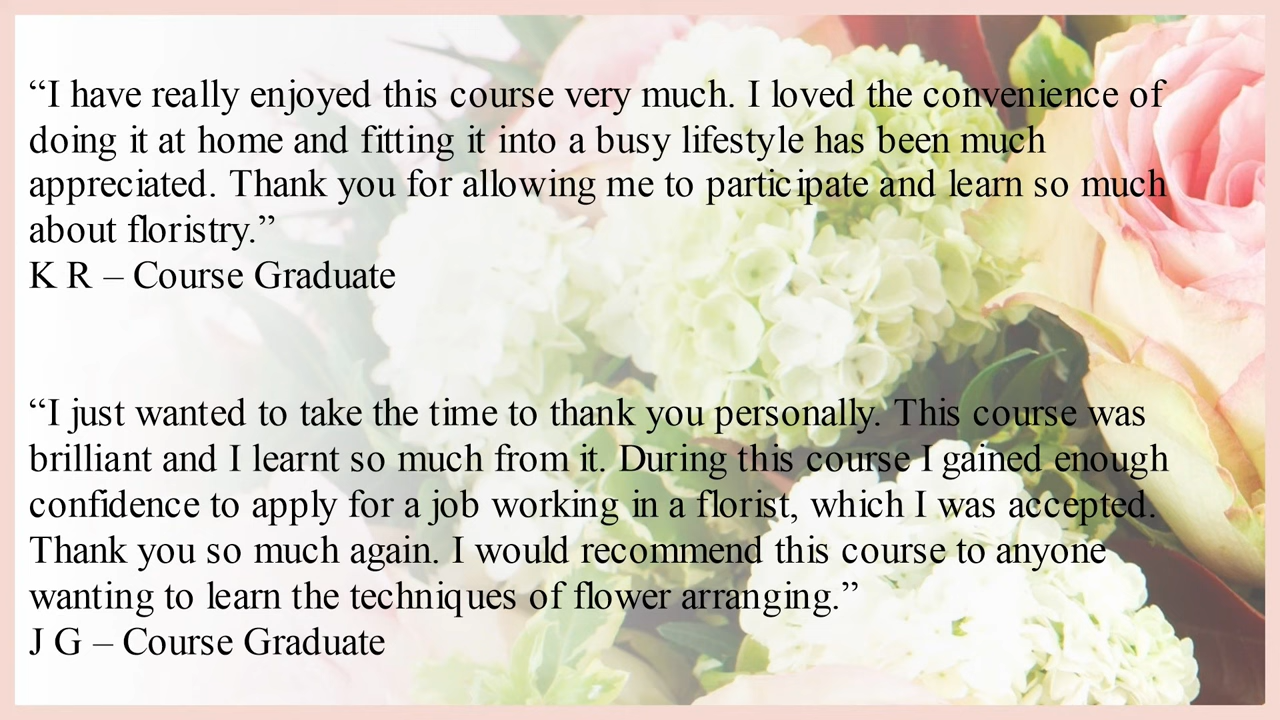 “I have really enjoyed this course very much. I loved the convenience of
doing it at home and fitting it into a busy lifestyle has been much
appreciated. Thank you for allowing me to participate and learn so much
about floristry.”
K R – Course Graduate
“I just wanted to take the time to thank you personally. This course was
brilliant and I learnt so much from it. During this course I gained enough
confidence to apply for a job working in a florist, which I was accepted.
Thank you so much again. I would recommend this course to anyone
wanting to learn the techniques of flower arranging.”
J G – Course Graduate